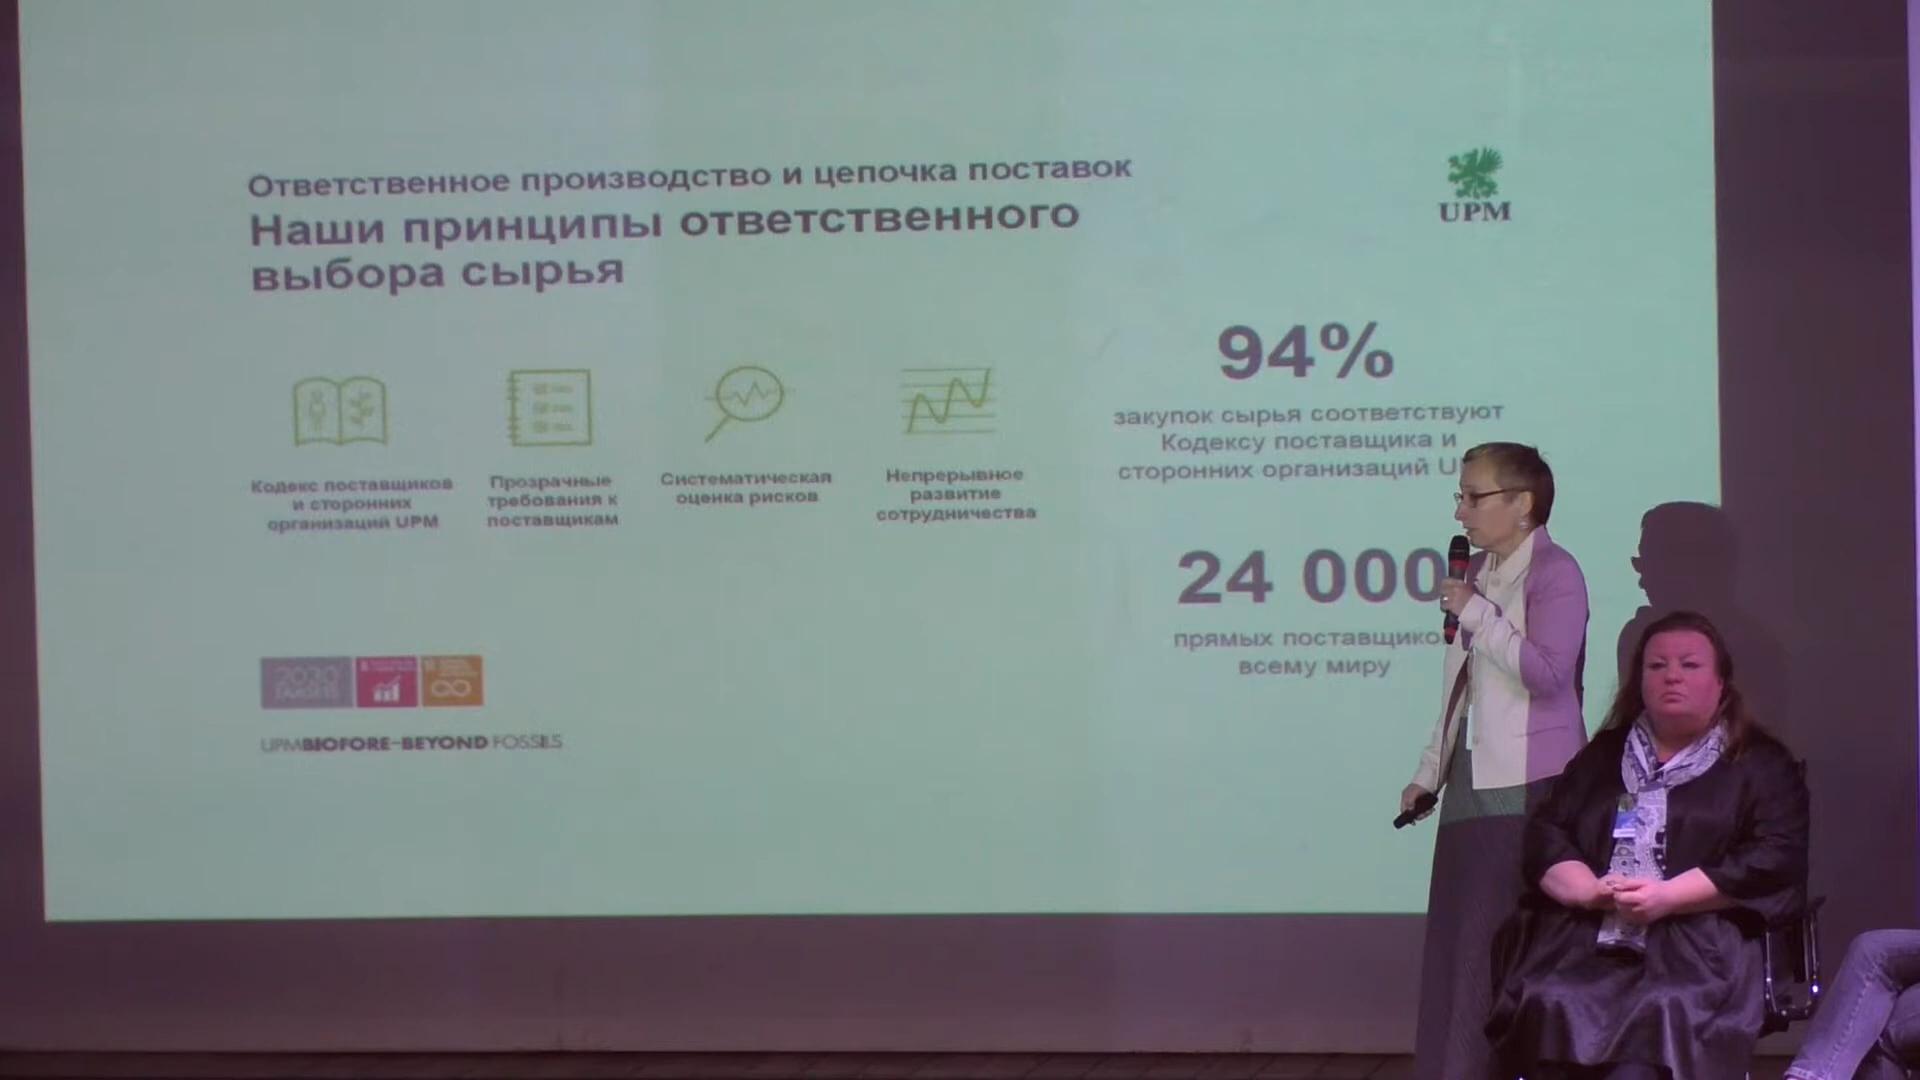 Ответственное производство и цепочка поставок
Наши принципы ответственного
выбора сырья
UPM
Кодекс поставщиков
и сторонних
организаций UPM
Прозрачные
требования к
поставщикам
Систематическая
оценка рисков
Непрерывное
развитие
сотрудничества
94%
закупок сырья соответствуют
Кодексу поставщика и
сторонних организаций U
24 000
прямых поставщико
всему миру
2030
TARGETS
UPM BIOFORE–BEYOND FOSSILS